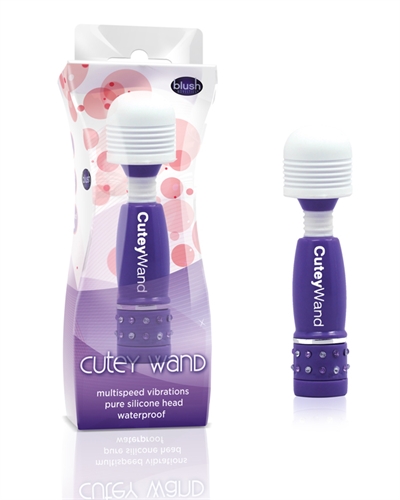 blush
CuteyWand
cutey wand
multispeed vibrations
pure silicone head
waterproof
CuteyWand